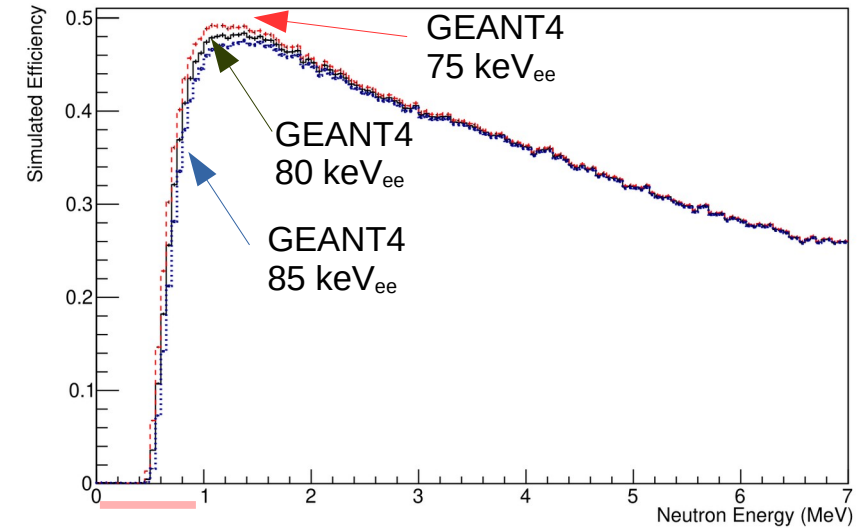 Simulated Efficiency
0.5
0.4
0.3
0.2
0.1
0
GEANT4
75 keVee
GEANT4
80 keVee
GEANT4
85 keVee
0 1 2 3 4 5 6 7
Neutron Energy (MeV)